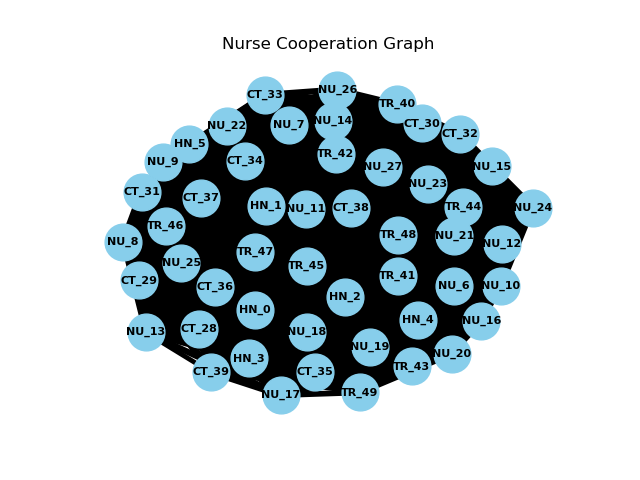 Nurse Cooperation Graph
NU_26
CT_33
TR_40
NU_14
CT_30
NU_7
NU_22
CT_32
HN_5
TR_42
CT_34
NU_9
NU_27
NU_15
NU_23
CT_31
CT_37
HN_1
NU_11
CT_38
TR_44
NU_24
TR_46
TR_48
NU_21
NU_8
NU_12
TR_47
NU_25
TR_45
TR_41
CT_29
CT_36
NU_6
NU_10
HN_2
HN_0
HN_4
NU_16
CT_28
NU_13
NU_18
NU_19
NU_20
HN_3
TR_43
CT_39
CT_35
TR_49
NU_17